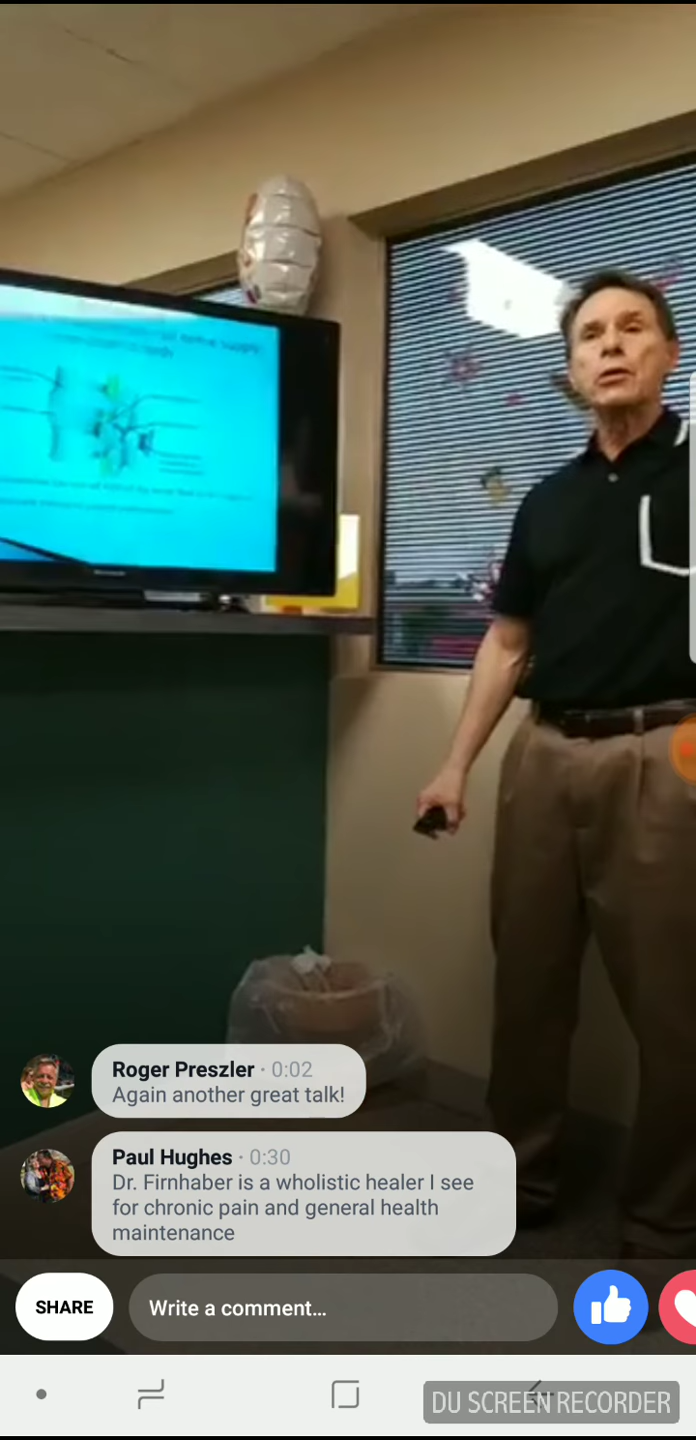 Roger Preszler · 0:02
Again another great talk!
Paul Hughes · 0:30
Dr. Firnhaber is a wholistic healer I see
for chronic pain and general health
maintenance
SHARE
Write a comment...
DU SCREEN RECORDER